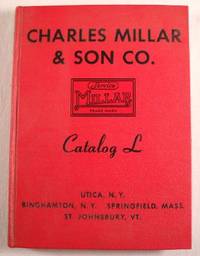 CHARLES MILLAR
& SON CO.
Service
MILLAR
TRADE MARK
Catalog L
UTICA, N. Y.
BINGHAMTON, N. Y. SPRINGFIELD, MASS.
ST. JOHNSBURY, VT.